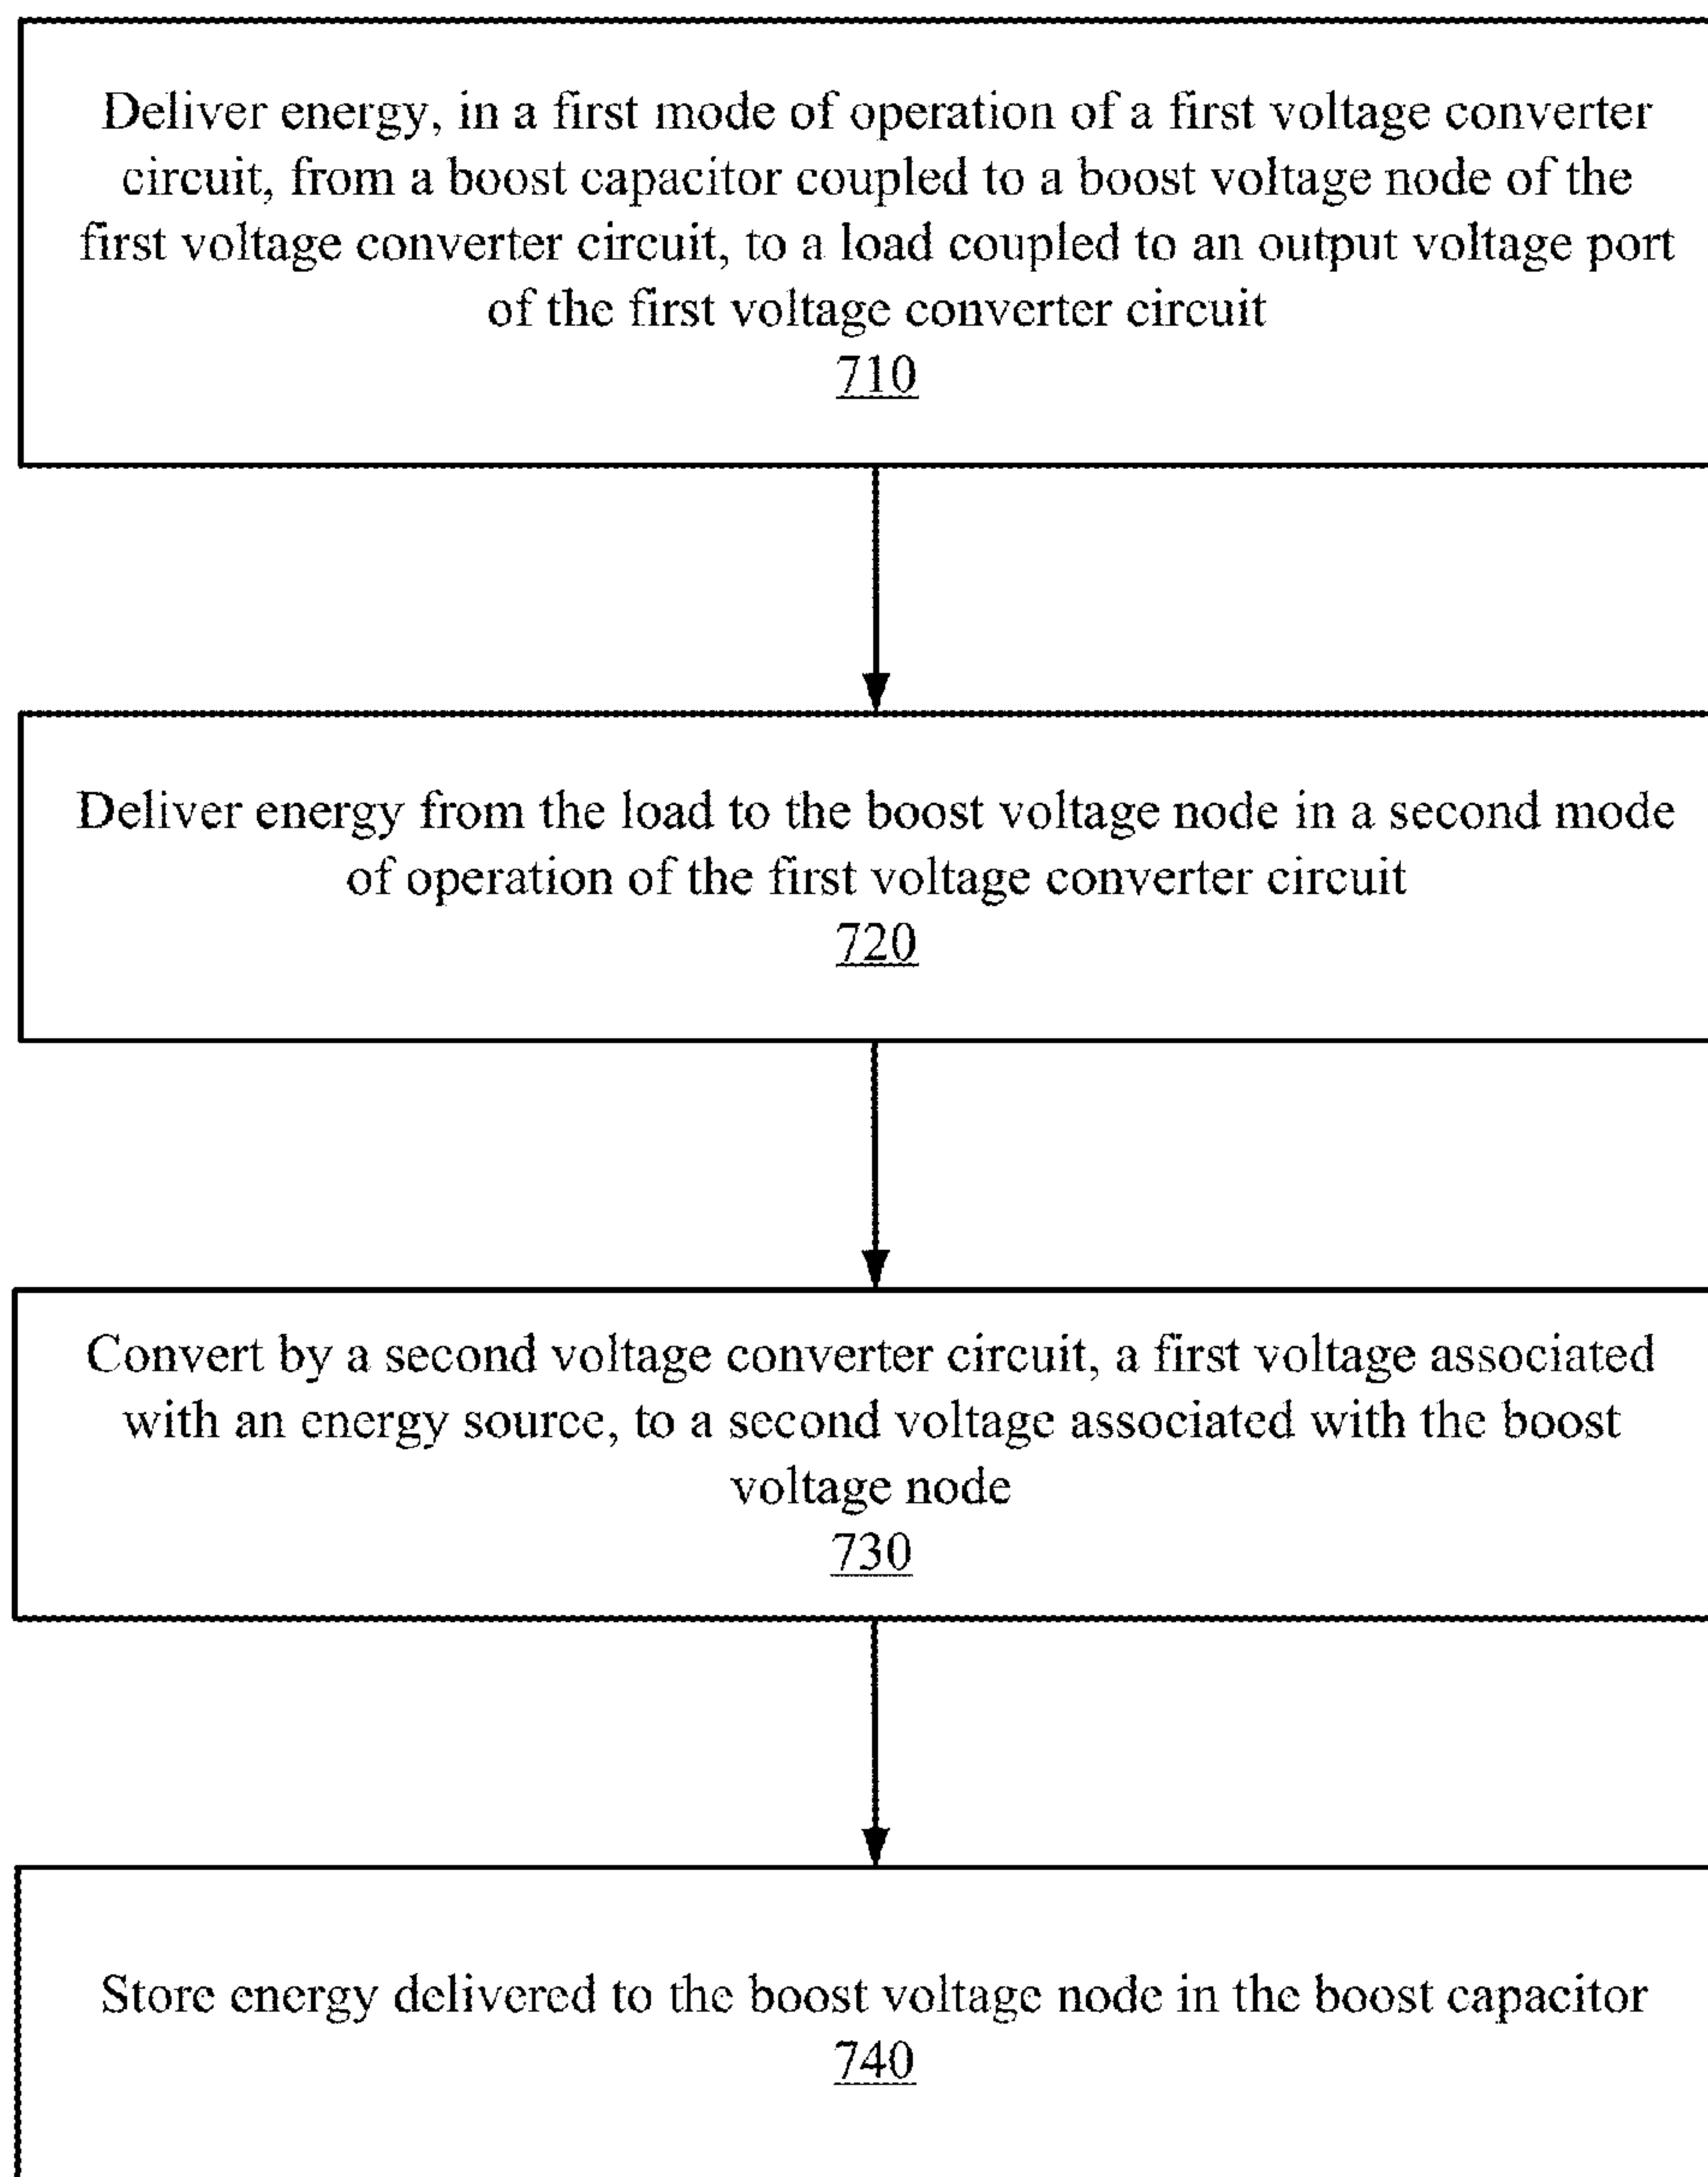 Deliver energy, in a first mode of operation of a first voltage converter
circuit, from a boost capacitor coupled to a boost voltage node of the
first voltage converter circuit, to a load coupled to an output voltage port
of the first voltage converter circuit
710
Deliver energy from the load to the boost voltage node in a second mode
of operation of the first voltage converter circuit
720
Convert by a second voltage converter circuit, a first voltage associated
with an energy source, to a second voltage associated with the boost
voltage node
730
Store energy delivered to the boost voltage node in the boost capacitor
740